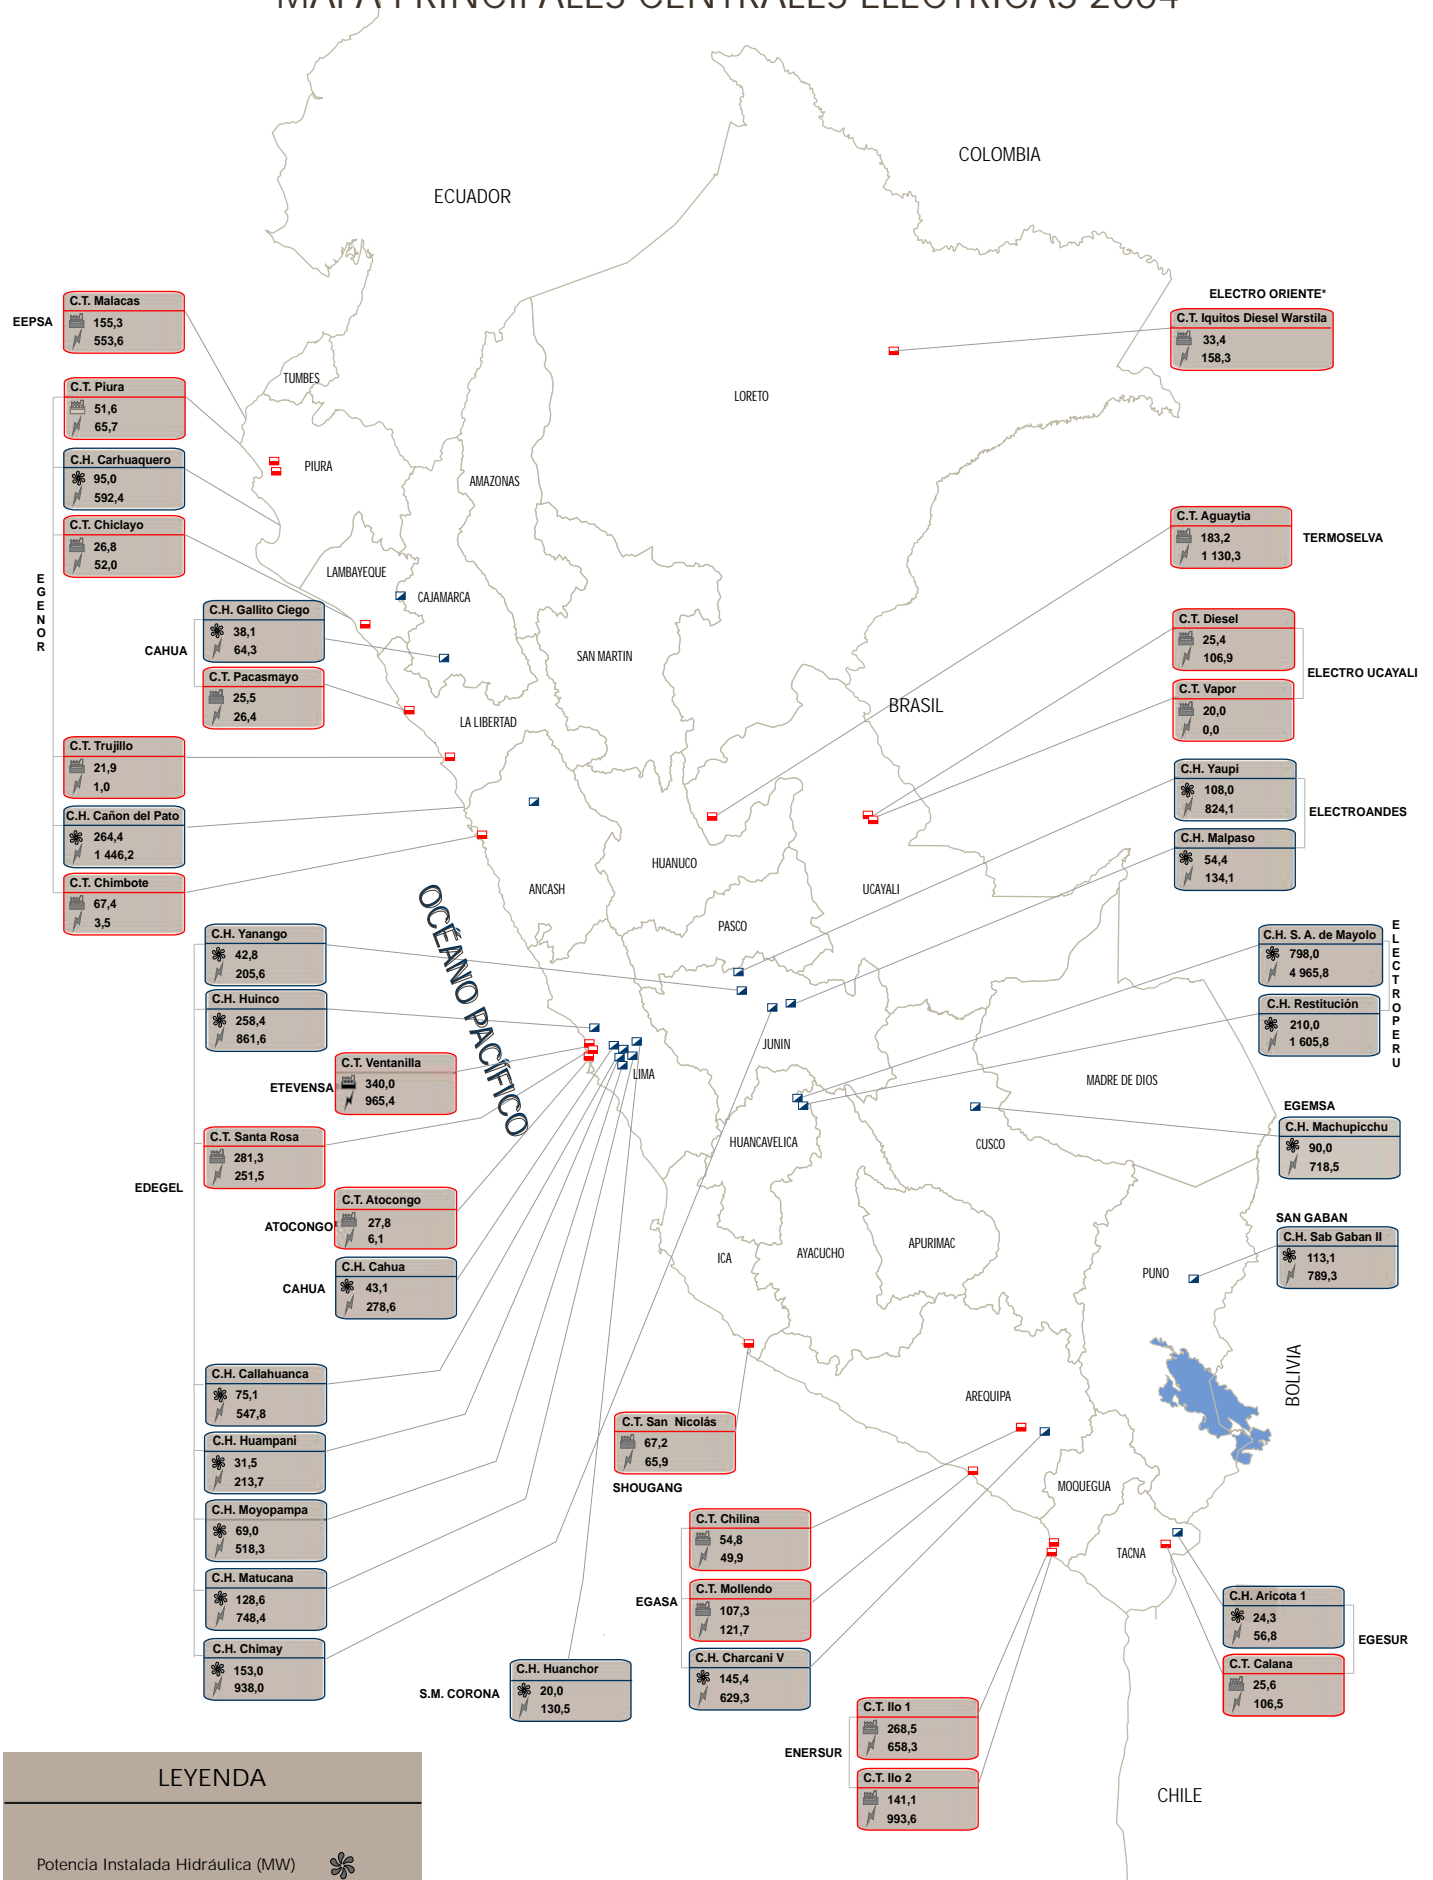 MAPA PRINCIPALES CENTRALES ELÉCTRICAS 2004
COLOMBIA
ECUADOR
ELECTRO ORIENTE*
C.T. Iquitos Diesel Warstila
33,4
158,3
EEPSA
C.T. Malacas
155,3
553,6
TUMBES
LORETO
C.T. Piura
51,6
65,7
PIURA
AMAZONAS
C.H. Carhuaquero
95,0
592,4
C.T. Chiclayo
26,8
52,0
EGENOR
C.T. Aguaytia
183,2
1 130,3
TERMOSELVA
LAMBAYEQUE
CAJAMARCA
CAHUA
C.H. Gallito Ciego
38,1
64,3
C.T. Pacasmayo
25,5
26,4
SAN MARTIN
C.T. Diesel
25,4
106,9
ELECTRO UCAYALI
C.T. Vapor
20,0
0,0
BRASIL
LA LIBERTAD
C.T. Trujillo
21,9
1,0
C.H. Cañon del Pato
264,4
1 446,2
C.T. Chimbote
67,4
3,5
C.H. Yaupi
108,0
824,1
ELECTROANDES
C.H. Malpaso
54,4
134,1
HUANUCO
ANCASH
UCAYALI
PASCO
OCÉANO PACÍFICO
C.H. Yanango
42,8
205,6
C.H. Huinco
258,4
861,6
C.H. S. A. de Mayolo
798,0
4 965,8
C.H. Restitución
210,0
1 605,8
ELECTROPERU
JUNIN
LIMA
ETEVENSA
C.T. Ventanilla
340,0
965,4
MADRE DE DIOS
EGEMSA
C.H. Machupicchu
90,0
718,5
HUANCAVELICA
CUSCO
C.T. Santa Rosa
281,3
251,5
EDEGEL
ATOCONGO
C.T. Atocongo
27,8
6,1
CAHUA
C.H. Cahua
43,1
278,6
SAN GABAN
C.H. Sab Gaban II
113,1
789,3
ICA
AYACUCHO
APURIMAC
PUNO
BOLIVIA
C.H. Callahuanca
75,1
547,8
C.H. Huampani
31,5
213,7
C.H. Moyopampa
69,0
518,3
C.H. Matucana
128,6
748,4
C.H. Chimay
153,0
938,0
AREQUIPA
C.T. San Nicolás
67,2
65,9
SHOUGANG
MOQUEGUA
TACNA
EGASA
C.T. Chilina
54,8
49,9
C.T. Mollendo
107,3
121,7
C.H. Charcani V
145,4
629,3
S.M. CORONA
C.H. Huanchor
20,0
130,5
C.H. Aricota 1
24,3
56,8
EGESUR
C.T. Calana
25,6
106,5
ENERSUR
C.T. Ilo 1
268,5
658,3
C.T. Ilo 2
141,1
993,6
CHILE
LEYENDA
Potencia Instalada Hidráulica (MW)